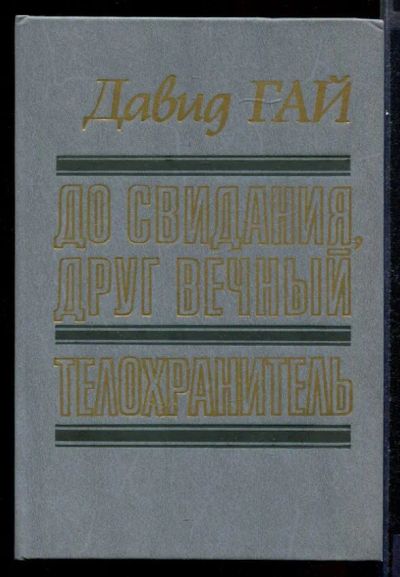 Давид ГАЙ
ДО СВИДАНИЯ,
ДРУГ ВЕЧНЫЙ
ТЕЛОХРАНИТЕЛЬ